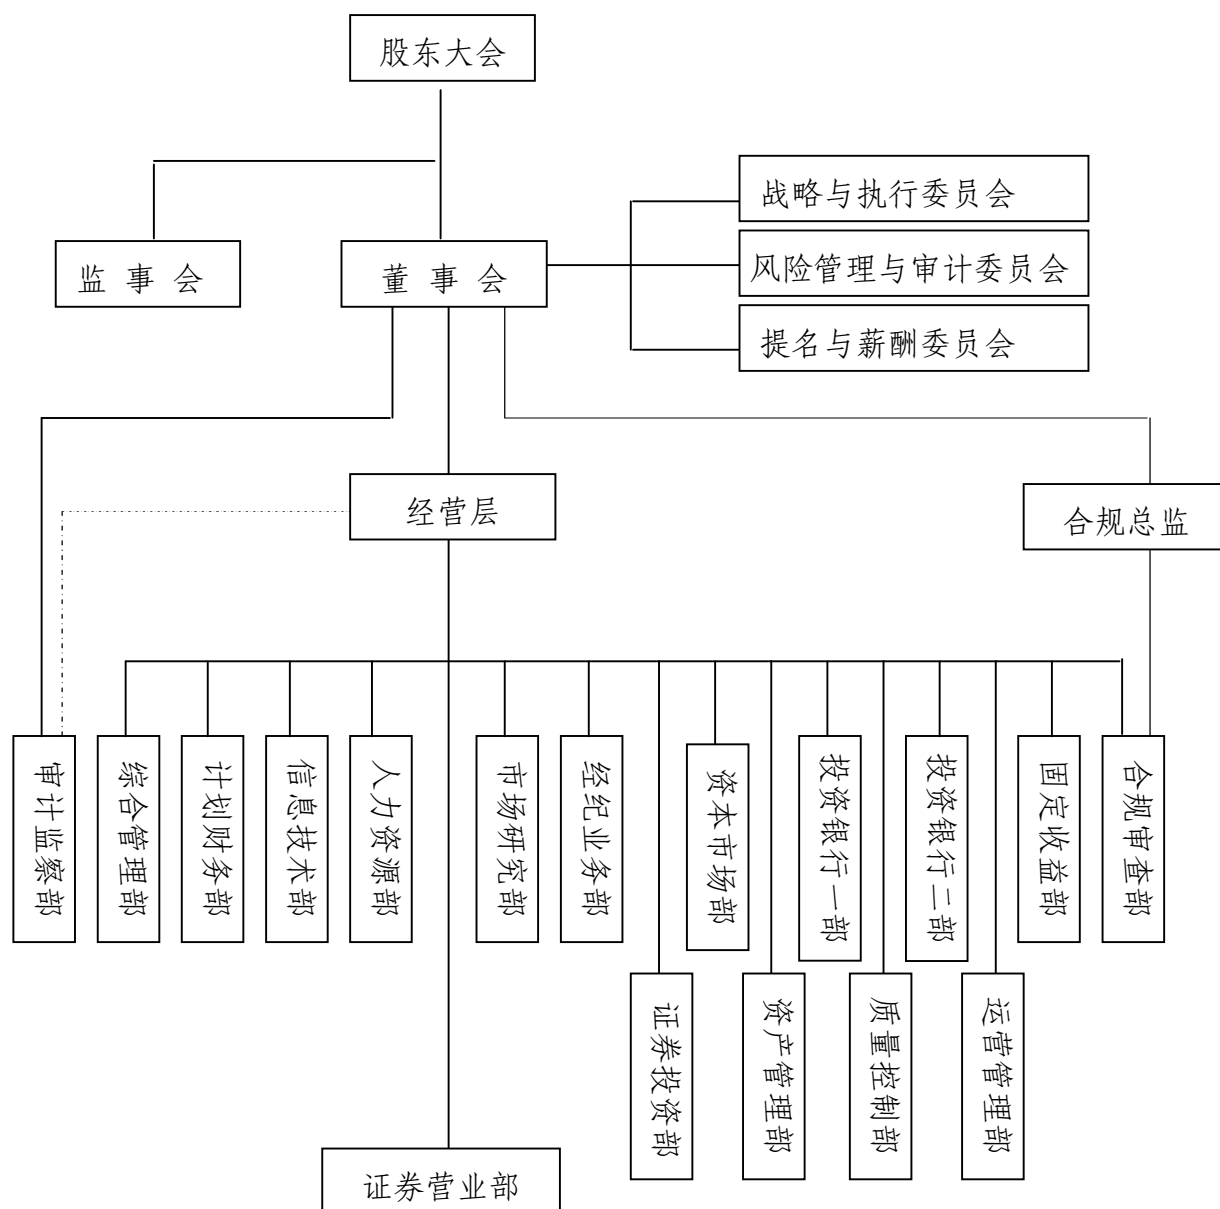 股东大会
战略与执行委员会
监 事 会
董 事 会
风险管理与审计委员会
提名与薪酬委员会
经营层
合规总监
审计监察部
综合管理部
计划财务部
信息技术部
人力资源部
市场研究部
经纪业务部
资本市场部
投资银行一部
投资银行二部
固定收益部
合规审查部
证券投资部
资产管理部
质量控制部
运营管理部
证券营业部